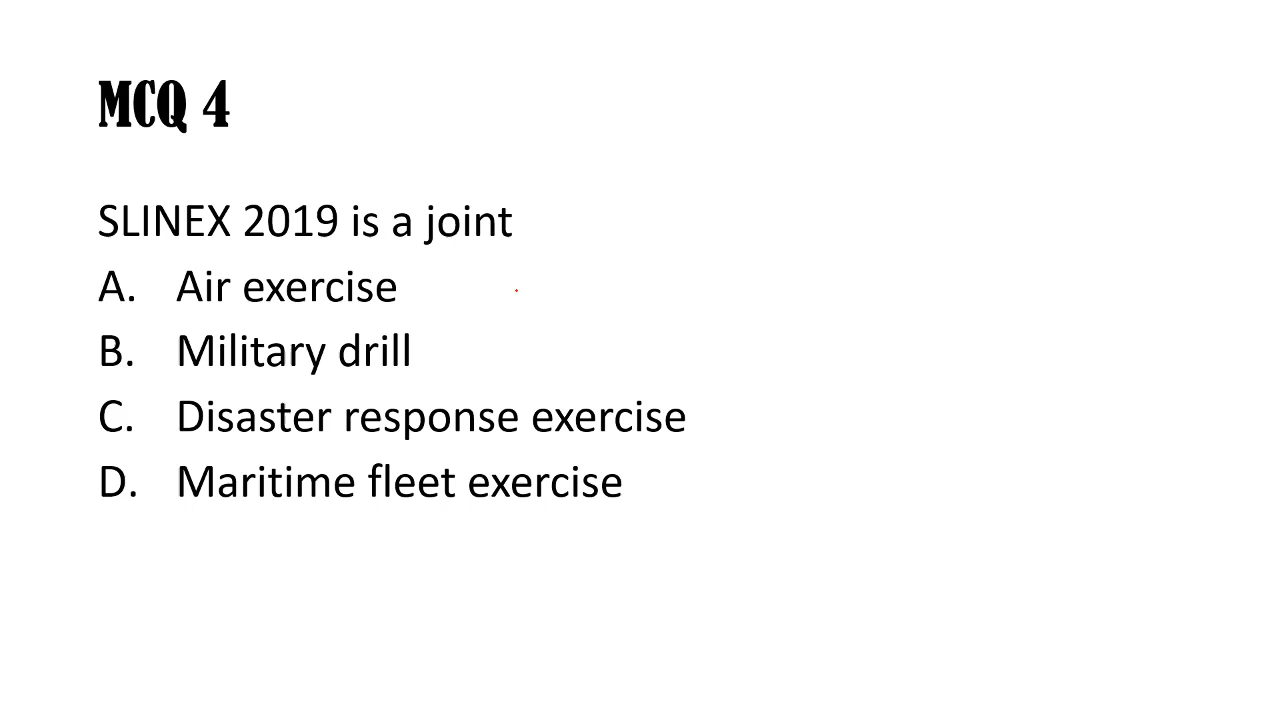 MCQ 4
SLINEX 2019 is a joint
A. Air exercise
B. Military drill
C. Disaster response exercise
D. Maritime fleet exercise